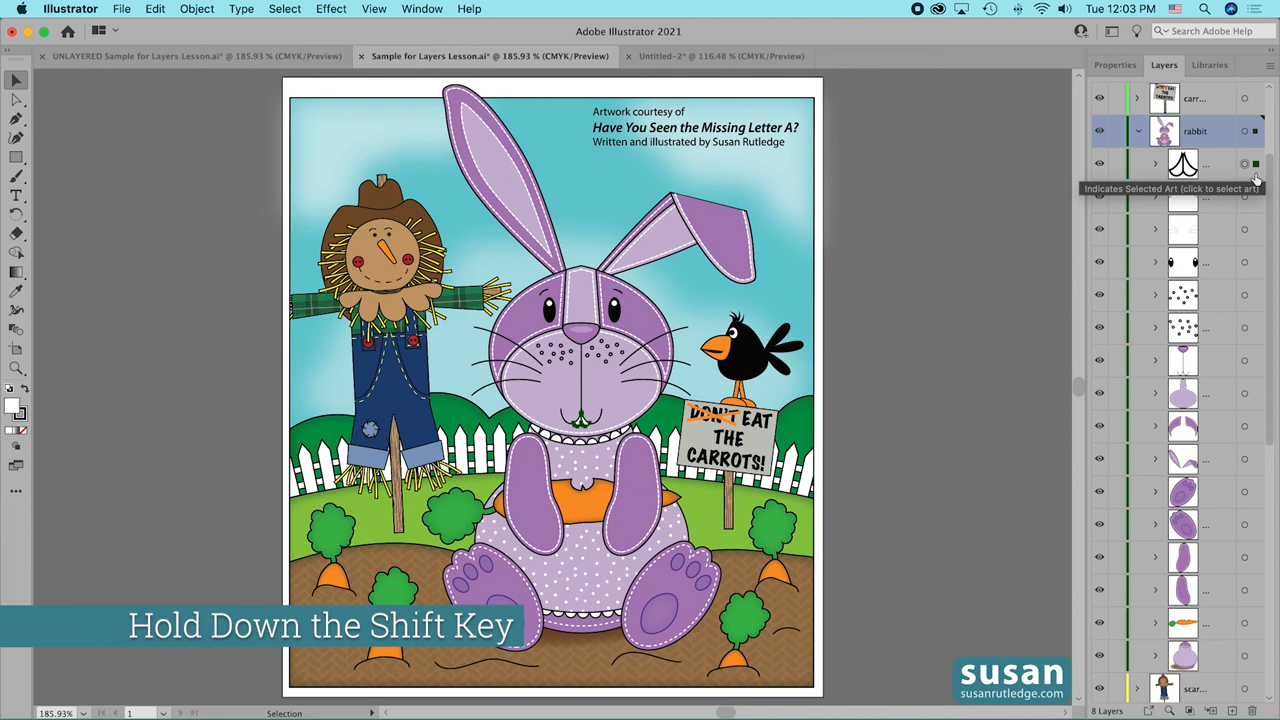 Illustrator File Edit Object Type Select Effect View Window Help
Tue 12:03 PM
Adobe Illustrator 2021
Search Adobe Help
UNLAYERED Sample for Layers Lesson.ai* @ 185.93 % (CMYK/Preview)
Sample for Layers Lesson.ai* @ 185.93 % (CMYK/Preview)
Untitled-2* @ 116.48 % (CMYK/Preview)
Properties Layers Libraries
carr...
rabbit
...
Indicates Selected Art (click to select art)
...
...
...
...
...
...
...
...
...
...
...
...
...
...
scar...
Artwork courtesy of
Have You Seen the Missing Letter A?
Written and illustrated by Susan Rutledge
DON'T EAT
THE
CARROTS!
Hold Down the Shift Key
susan
susanrutledge.com
185.93%
1
Selection
8 Layers